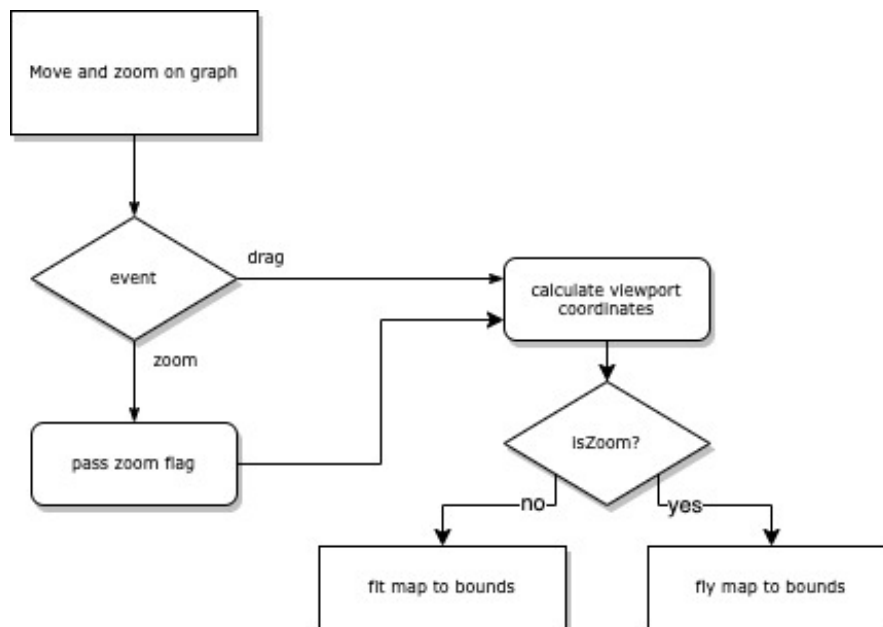 Move and zoom on graph
event
drag
zoom
calculate viewport
coordinates
pass zoom flag
isZoom?
no
yes
fit map to bounds
fly map to bounds